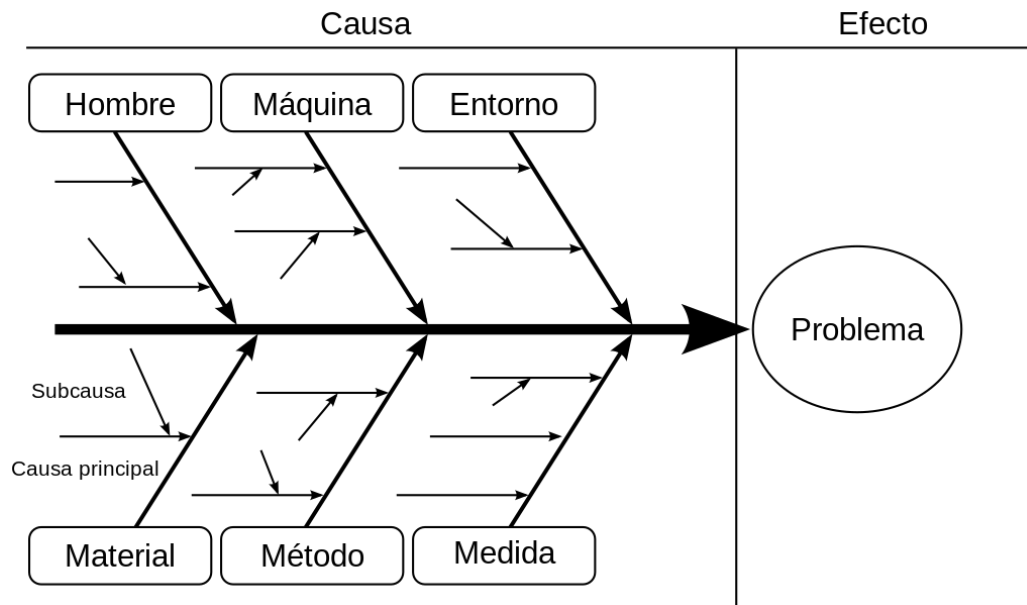 Causa
Efecto
Hombre
Máquina
Entorno
Problema
Subcausa
Causa principal
Material
Método
Medida